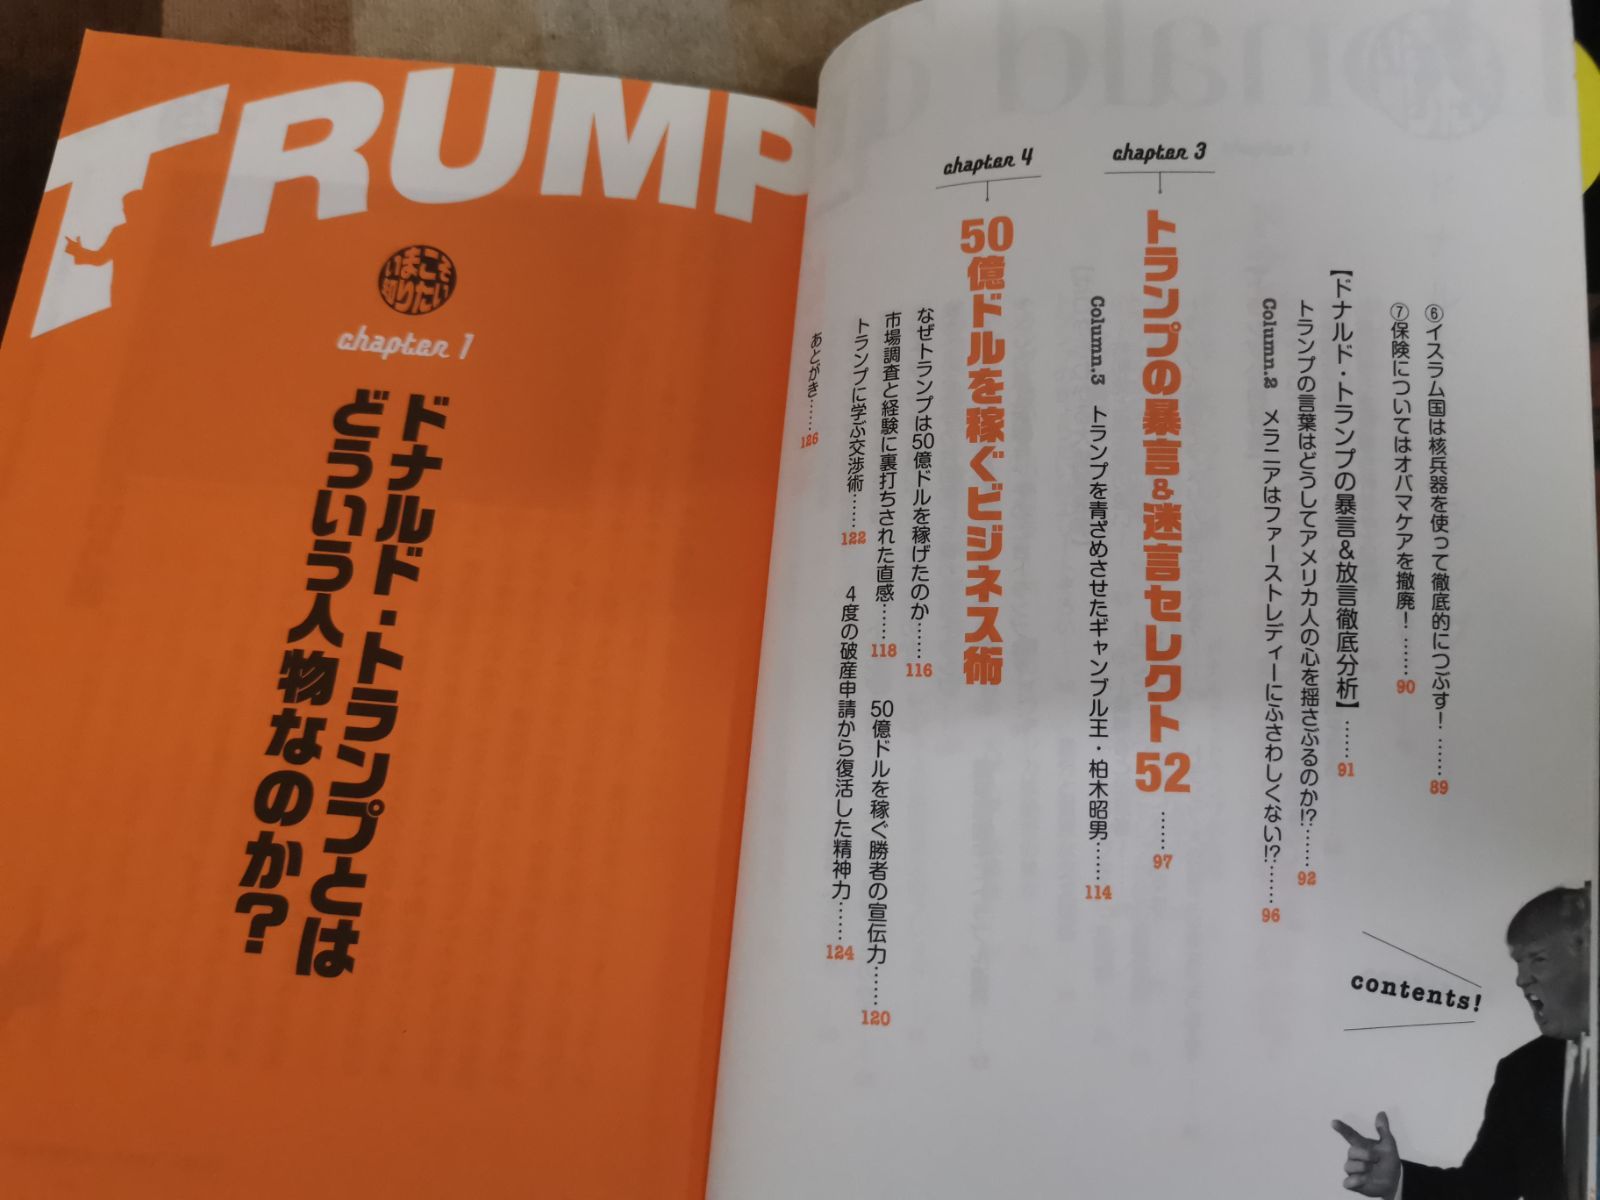 ⑥イスラム国は核兵器を使って徹底的につぶす！………89
⑦保険についてはオバマケアを撤廃！……90
【ドナルド・トランプの暴言&放言徹底分析】……91
トランプの言葉はどうしてアメリカ人の心を揺さぶるのか!?……92
Column.2　メラニアはファーストレディーにふさわしくない!?……96
chapter 3
トランプの暴言&迷言セレクト52……97
Column.3　トランプを青ざめさせたギャンブル王・柏木昭男……114
chapter 4
50億ドルを稼ぐビジネス術
なぜトランプは50億ドルを稼げたのか……116
市場調査と経験に裏打ちされた直感……118
50億ドルを稼ぐ勝者の宣伝力……120
トランプに学ぶ交渉術……122
4度の破産申請から復活した精神力……124
あとがき……126
contents!
TRUMP
いまこそ
知りたい
chapter 1
ドナルド・トランプとは
どういう人物なのか?